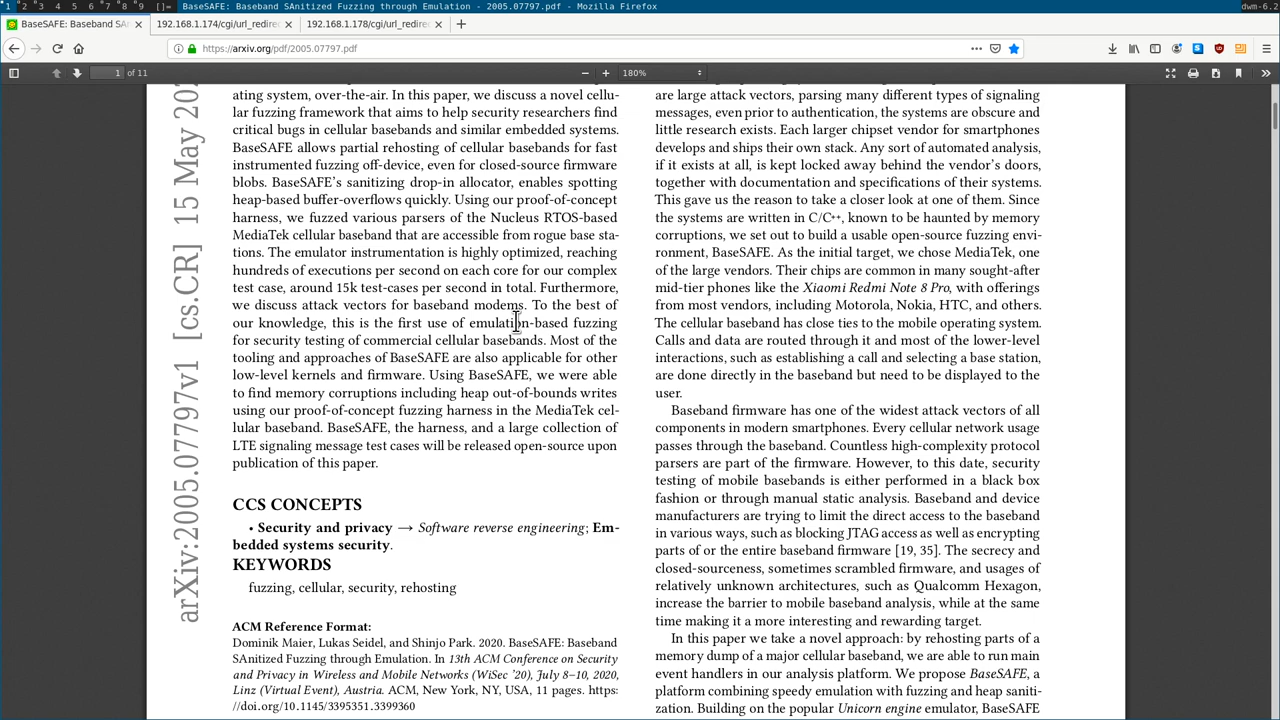 1 2 3 4 5 6 7 8 9 []= BaseSAFE: Baseband SAnitized Fuzzing through Emulation - 2005.07797.pdf - Mozilla Firefox dwm-6.2
BaseSAFE: Baseband SAn
192.168.1.174/cgi/url_redirec
192.168.1.178/cgi/url_redirec
https://arxiv.org/pdf/2005.07797.pdf
1 of 11
180%
arXiv:2005.07797v1 [cs.CR] 15 May 20
ating system, over-the-air. In this paper, we discuss a novel cellu-
lar fuzzing framework that aims to help security researchers find
critical bugs in cellular basebands and similar embedded systems.
BaseSAFE allows partial rehosting of cellular basebands for fast
instrumented fuzzing off-device, even for closed-source firmware
blobs. BaseSAFE's sanitizing drop-in allocator, enables spotting
heap-based buffer-overflows quickly. Using our proof-of-concept
harness, we fuzzed various parsers of the Nucleus RTOS-based
MediaTek cellular baseband that are accessible from rogue base sta-
tions. The emulator instrumentation is highly optimized, reaching
hundreds of executions per second on each core for our complex
test case, around 15k test-cases per second in total. Furthermore,
we discuss attack vectors for baseband modems. To the best of
our knowledge, this is the first use of emulation-based fuzzing
for security testing of commercial cellular basebands. Most of the
tooling and approaches of BaseSAFE are also applicable for other
low-level kernels and firmware. Using BaseSAFE, we were able
to find memory corruptions including heap out-of-bounds writes
using our proof-of-concept fuzzing harness in the MediaTek cel-
lular baseband. BaseSAFE, the harness, and a large collection of
LTE signaling message test cases will be released open-source upon
publication of this paper.
CCS CONCEPTS
• Security and privacy → Software reverse engineering; Em-
bedded systems security.
KEYWORDS
fuzzing, cellular, security, rehosting
ACM Reference Format:
Dominik Maier, Lukas Seidel, and Shinjo Park. 2020. BaseSAFE: Baseband
SAnitized Fuzzing through Emulation. In 13th ACM Conference on Security
and Privacy in Wireless and Mobile Networks (WiSec '20), July 8–10, 2020,
Linz (Virtual Event), Austria. ACM, New York, NY, USA, 11 pages. https:
//doi.org/10.1145/3395351.3399360
are large attack vectors, parsing many different types of signaling
messages, even prior to authentication, the systems are obscure and
little research exists. Each larger chipset vendor for smartphones
develops and ships their own stack. Any sort of automated analysis,
if it exists at all, is kept locked away behind the vendor's doors,
together with documentation and specifications of their systems.
This gave us the reason to take a closer look at one of them. Since
the systems are written in C/C++, known to be haunted by memory
corruptions, we set out to build a usable open-source fuzzing envi-
ronment, BaseSAFE. As the initial target, we chose MediaTek, one
of the large vendors. Their chips are common in many sought-after
mid-tier phones like the Xiaomi Redmi Note 8 Pro, with offerings
from most vendors, including Motorola, Nokia, HTC, and others.
The cellular baseband has close ties to the mobile operating system.
Calls and data are routed through it and most of the lower-level
interactions, such as establishing a call and selecting a base station,
are done directly in the baseband but need to be displayed to the
user.
Baseband firmware has one of the widest attack vectors of all
components in modern smartphones. Every cellular network usage
passes through the baseband. Countless high-complexity protocol
parsers are part of the firmware. However, to this date, security
testing of mobile basebands is either performed in a black box
fashion or through manual static analysis. Baseband and device
manufacturers are trying to limit the direct access to the baseband
in various ways, such as blocking JTAG access as well as encrypting
parts of or the entire baseband firmware [19, 35]. The secrecy and
closed-sourceness, sometimes scrambled firmware, and usages of
relatively unknown architectures, such as Qualcomm Hexagon,
increase the barrier to mobile baseband analysis, while at the same
time making it a more interesting and rewarding target.
In this paper we take a novel approach: by rehosting parts of a
memory dump of a major cellular baseband, we are able to run main
event handlers in our analysis platform. We propose BaseSAFE, a
platform combining speedy emulation with fuzzing and heap saniti-
zation. Building on the popular Unicorn engine emulator, BaseSAFE